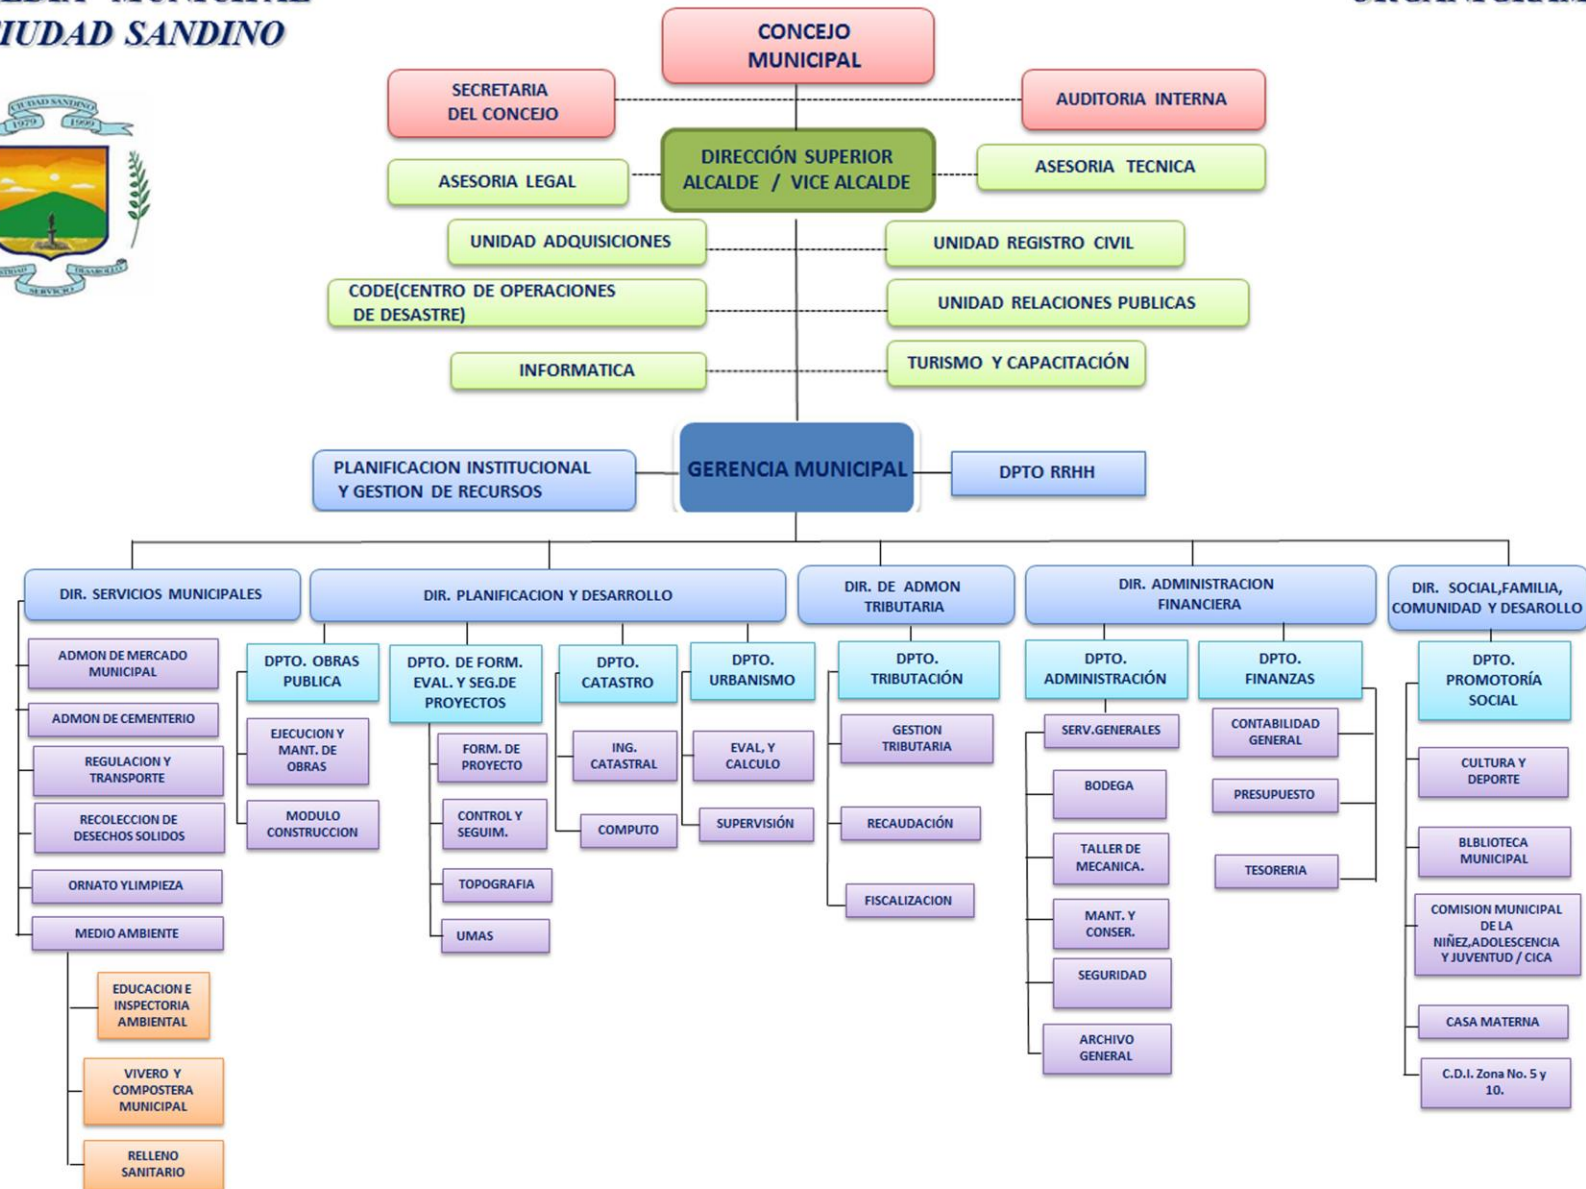 MUNICIPAL
CIUDAD SANDINO
CIUDAD SANDINO
1979 1999
DESAROLLO
SERVICIO
CONCEJO
MUNICIPAL
SECRETARIA
DEL CONCEJO
AUDITORIA INTERNA
DIRECCIÓN SUPERIOR
ALCALDE / VICE ALCALDE
ASESORIA LEGAL
ASESORIA TECNICA
UNIDAD ADQUISICIONES
UNIDAD REGISTRO CIVIL
CODE(CENTRO DE OPERACIONES
DE DESASTRE)
UNIDAD RELACIONES PUBLICAS
INFORMATICA
TURISMO Y CAPACITACIÓN
PLANIFICACION INSTITUCIONAL
Y GESTION DE RECURSOS
GERENCIA MUNICIPAL
DPTO RRHH
DIR. SERVICIOS MUNICIPALES
DIR. PLANIFICACION Y DESARROLLO
DIR. DE ADMON
TRIBUTARIA
DIR. ADMINISTRACION
FINANCIERA
DIR. SOCIAL,FAMILIA,
COMUNIDAD Y DESAROLLO
ADMON DE MERCADO
MUNICIPAL
ADMON DE CEMENTERIO
REGULACION Y
TRANSPORTE
RECOLECCION DE
DESECHOS SOLIDOS
ORNATO YLIMPIEZA
MEDIO AMBIENTE
EDUCACION E
INSPECTORIA
AMBIENTAL
VIVERO Y
COMPOSTERA
MUNICIPAL
RELLENO
SANITARIO
DPTO. OBRAS
PUBLICA
EJECUCION Y
MANT. DE
OBRAS
MODULO
CONSTRUCCION
DPTO. DE FORM.
EVAL. Y SEG.DE
PROYECTOS
FORM. DE
PROYECTO
CONTROL Y
SEGUIM.
TOPOGRAFIA
UMAS
DPTO.
CATASTRO
ING.
CATASTRAL
COMPUTO
DPTO.
URBANISMO
EVAL, Y
CALCULO
SUPERVISIÓN
DPTO.
TRIBUTACIÓN
GESTION
TRIBUTARIA
RECAUDACIÓN
FISCALIZACION
DPTO.
ADMINISTRACIÓN
SERV.GENERALES
BODEGA
TALLER DE
MECANICA.
MANT. Y
CONSER.
SEGURIDAD
ARCHIVO
GENERAL
DPTO.
FINANZAS
CONTABILIDAD
GENERAL
PRESUPUESTO
TESORERIA
DPTO.
PROMOTORÍA
SOCIAL
CULTURA Y
DEPORTE
BLBLIOTECA
MUNICIPAL
COMISION MUNICIPAL
DE LA
NIÑEZ,ADOLESCENCIA
Y JUVENTUD / CICA
CASA MATERNA
C.D.I. Zona No. 5 y
10.